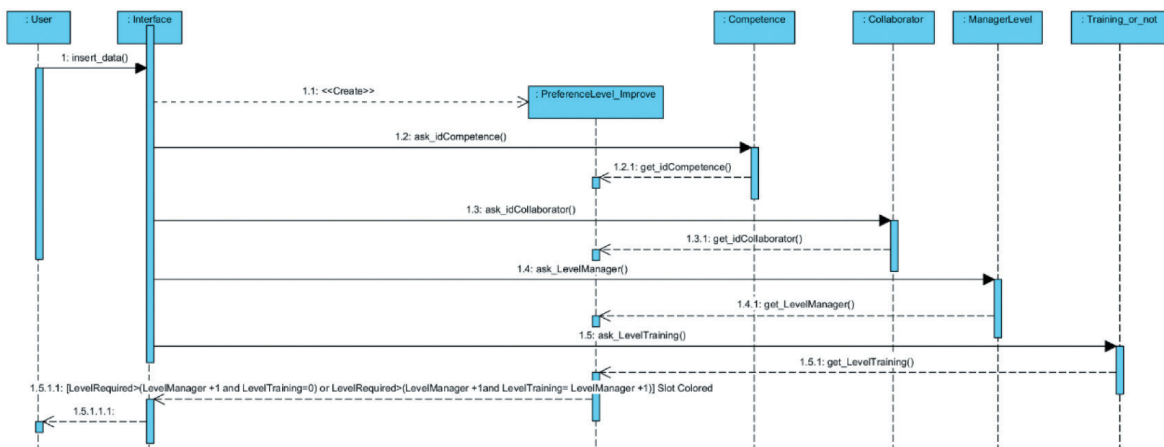 : User
: Interface
: Competence
: Collaborator
: ManagerLevel
: Training_or_not
1: insert_data()
1.1: <<Create>>
: PreferenceLevel_Improve
1.2: ask_idCompetence()
1.2.1: get_idCompetence()
1.3: ask_idCollaborator()
1.3.1: get_idCollaborator()
1.4: ask_LevelManager()
1.4.1: get_LevelManager()
1.5: ask_LevelTraining()
1.5.1: get_LevelTraining()
1.5.1.1: [LevelRequired>(LevelManager +1 and LevelTraining=0) or LevelRequired>(LevelManager +1and LevelTraining= LevelManager +1)] Slot Colored
1.5.1.1.1: